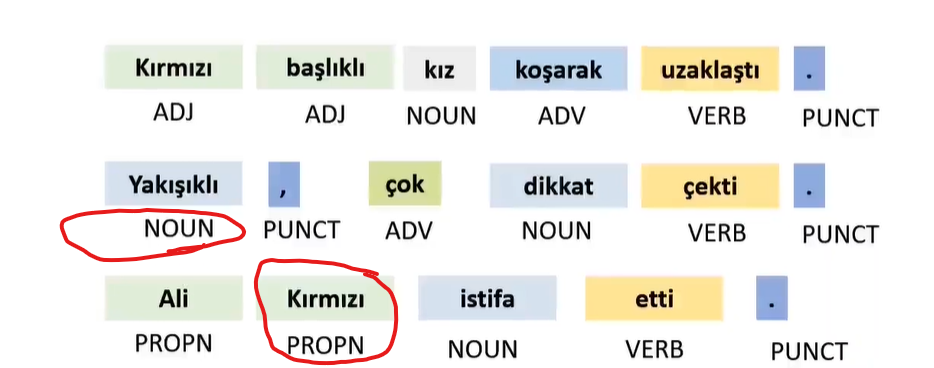 Kırmızı başlıklı kız koşarak uzaklaştı .
ADJ ADJ NOUN ADV VERB PUNCT
Yakışıklı , çok dikkat çekti .
NOUN PUNCT ADV NOUN VERB PUNCT
Ali Kırmızı istifa etti .
PROPN PROPN NOUN VERB PUNCT